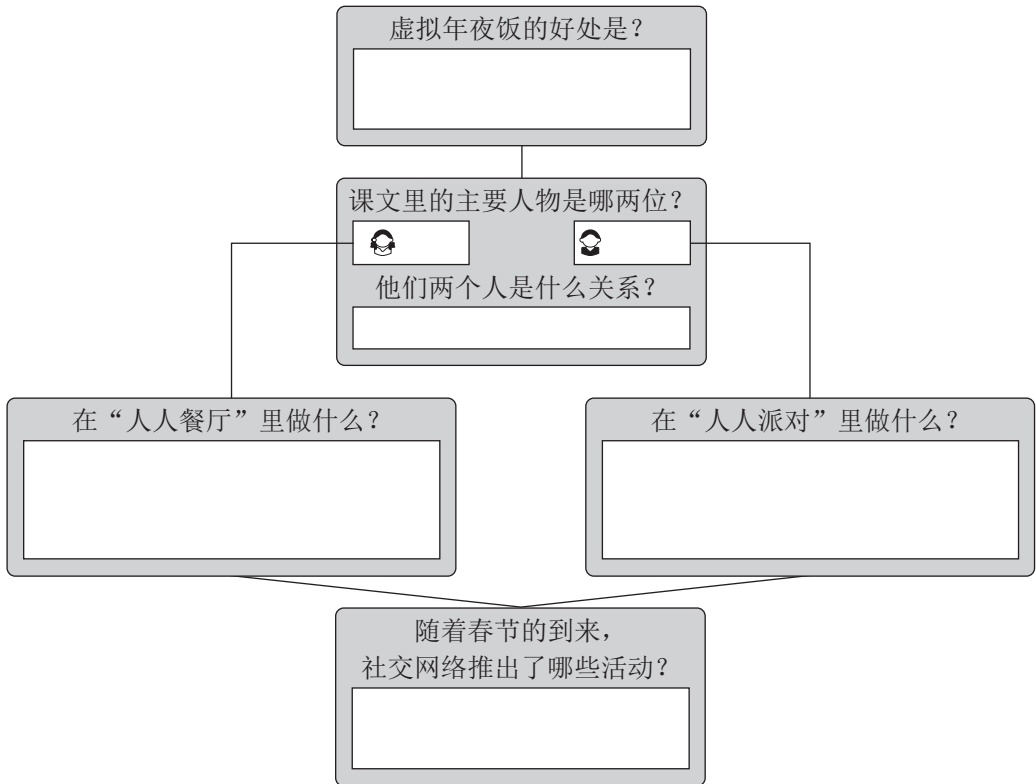 虚拟年夜饭的好处是？
课文里的主要人物是哪两位？
他们两个人是什么关系？
在“人人餐厅”里做什么？
在“人人派对”里做什么？
随着春节的到来，
社交网络推出了哪些活动？